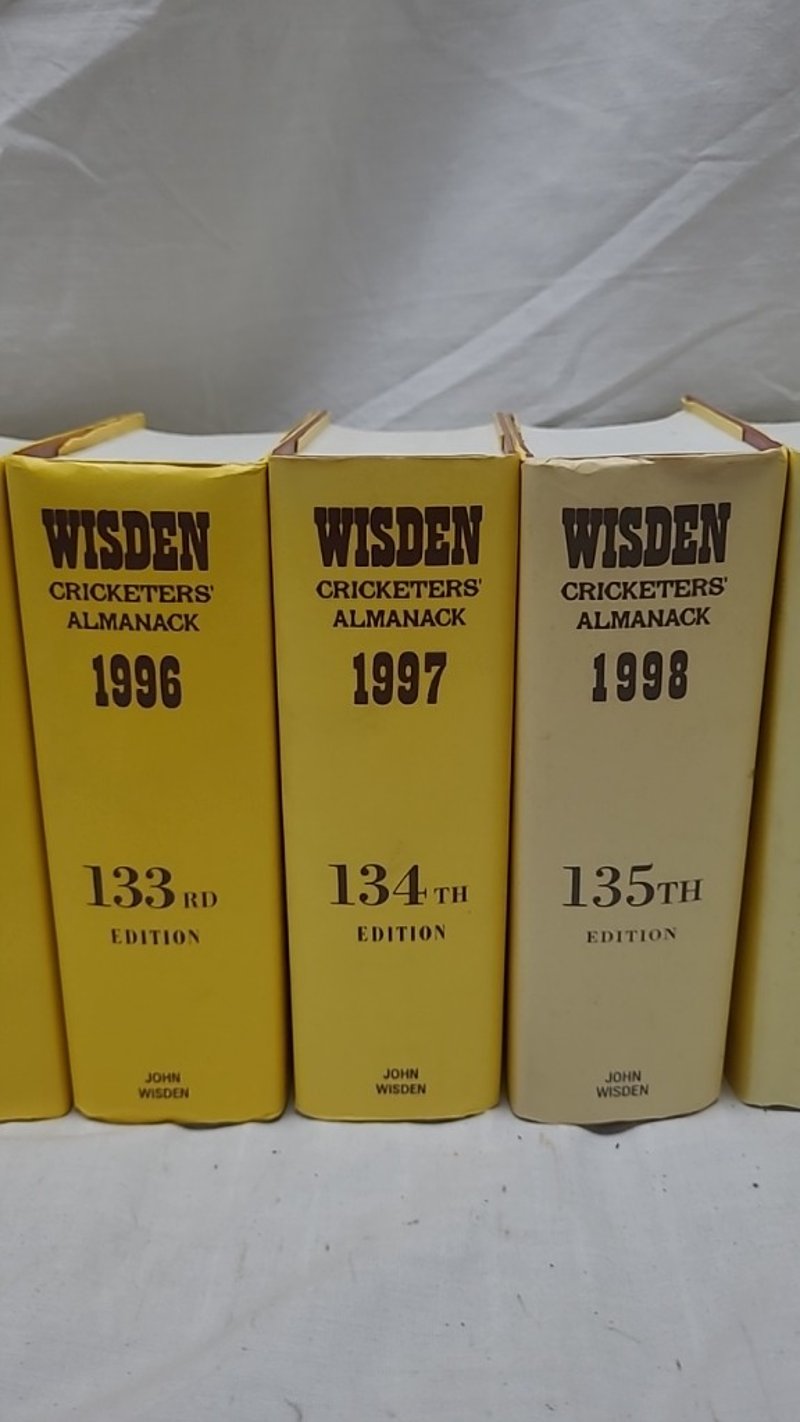 WISDEN
CRICKETERS'
ALMANACK
1996
133RD
EDITION
JOHN
WISDEN
WISDEN
CRICKETERS'
ALMANACK
1997
134TH
EDITION
JOHN
WISDEN
WISDEN
CRICKETERS'
ALMANACK
1998
135TH
EDITION
JOHN
WISDEN